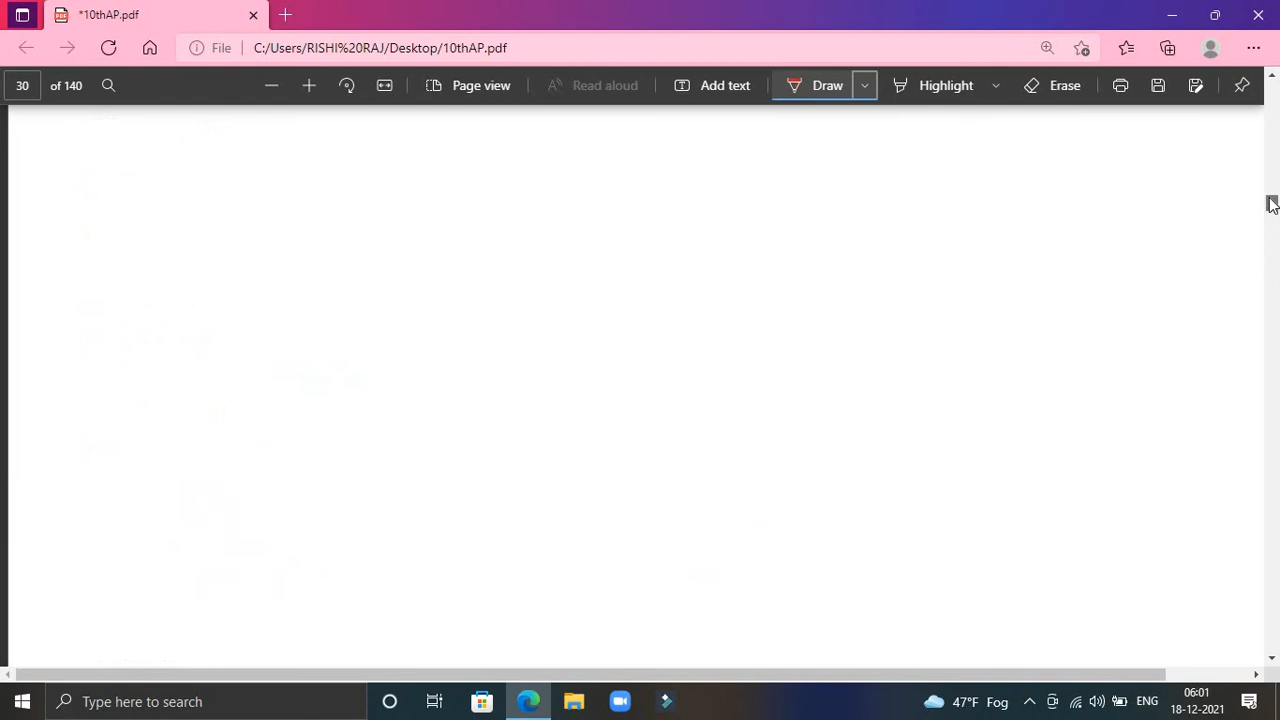 *10thAP.pdf
File C:/Users/RISHI%20RAJ/Desktop/10thAP.pdf
30 of 140 Page view Read aloud Add text Draw Highlight Erase
Type here to search
47°F Fog ENG 06:01
18-12-2021